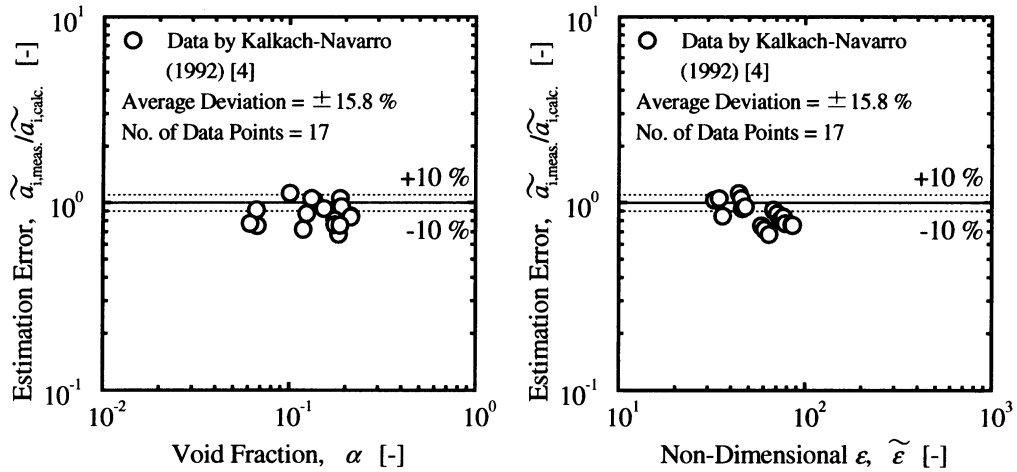 10^1
Data by Kalkach-Navarro
(1992) [4]
Average Deviation = ±15.8 %
No. of Data Points = 17
+10 %
10^0
-10 %
10^-1
10^-2
10^-1
10^0
Estimation Error, ã_i,meas./ã_i,calc. [-]
Void Fraction, α [-]
10^1
Data by Kalkach-Navarro
(1992) [4]
Average Deviation = ±15.8 %
No. of Data Points = 17
+10 %
10^0
-10 %
10^-1
10^1
10^2
10^3
Estimation Error, ã_i,meas./ã_i,calc. [-]
Non-Dimensional ε, ε̃ [-]